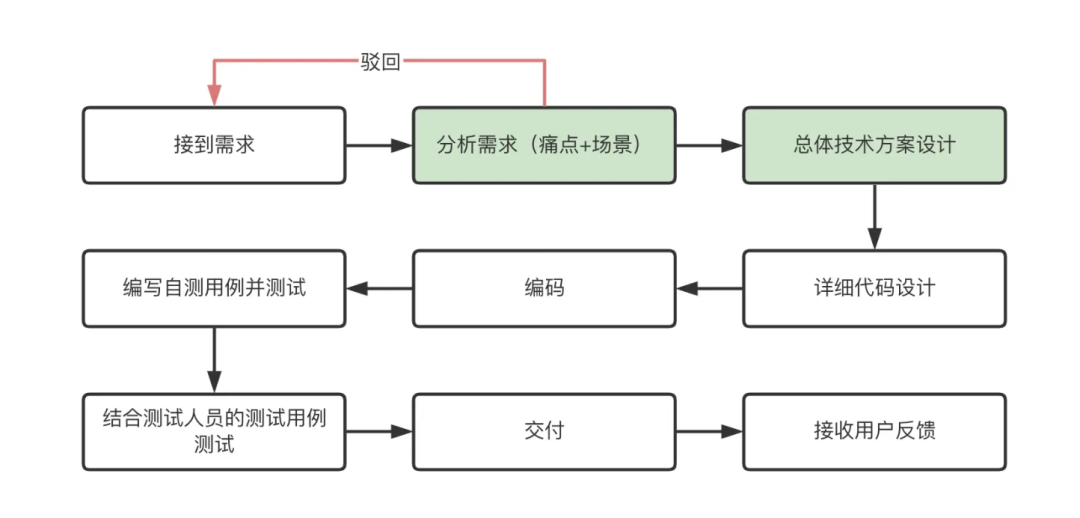 驳回
接到需求
分析需求（痛点+场景）
总体技术方案设计
编写自测用例并测试
编码
详细代码设计
结合测试人员的测试用例
测试
交付
接收用户反馈